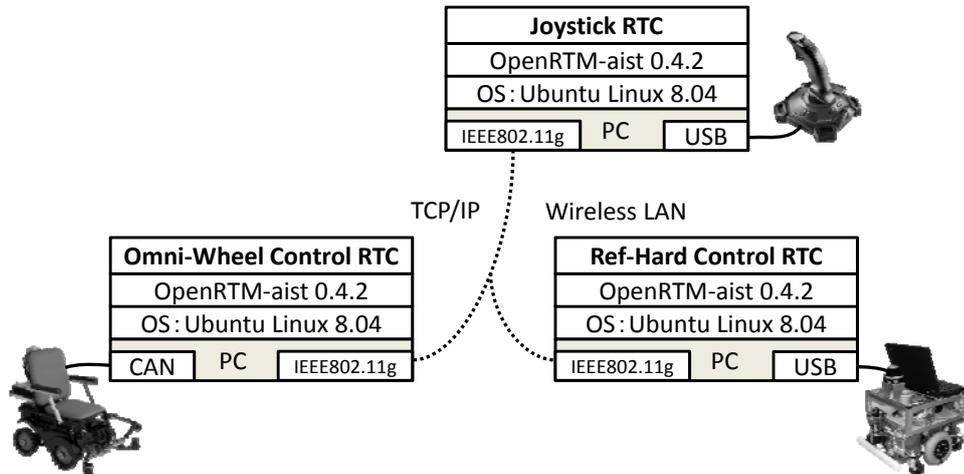 Joystick RTC
OpenRTM-aist 0.4.2
OS：Ubuntu Linux 8.04
IEEE802.11g PC USB
TCP/IP Wireless LAN
Omni-Wheel Control RTC
OpenRTM-aist 0.4.2
OS：Ubuntu Linux 8.04
CAN PC IEEE802.11g
Ref-Hard Control RTC
OpenRTM-aist 0.4.2
OS：Ubuntu Linux 8.04
IEEE802.11g PC USB